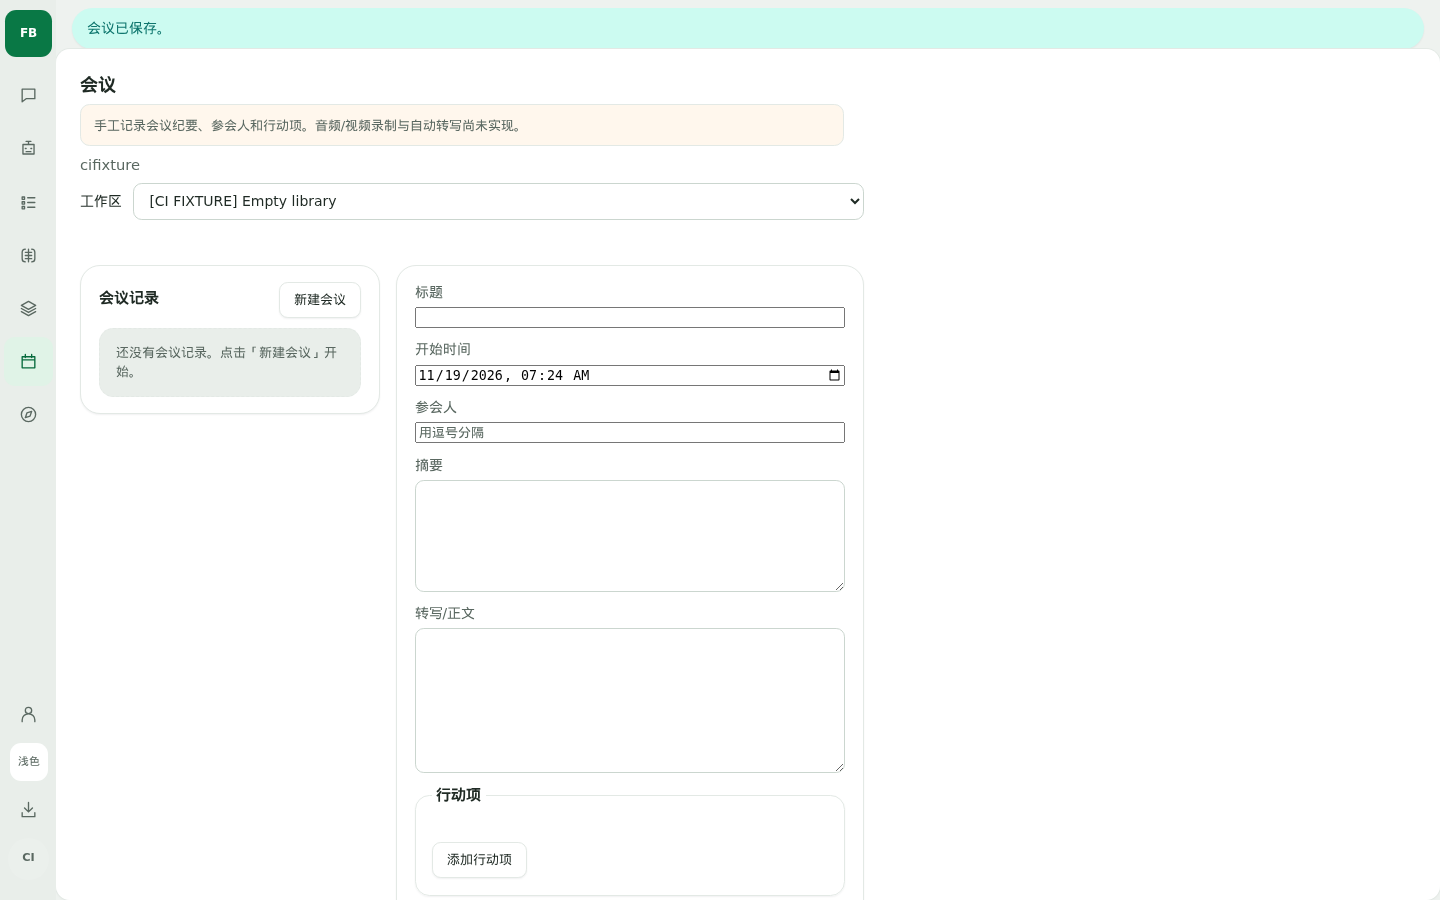 FB
会议已保存。
会议
手工记录会议纪要、参会人和行动项。音频/视频录制与自动转写尚未实现。
cifixture
工作区
[CI FIXTURE] Empty library
会议记录
新建会议
还没有会议记录。点击「新建会议」开
始。
标题
开始时间
11/19/2026, 07:24 AM
参会人
用逗号分隔
摘要
转写/正文
行动项
添加行动项
浅色
CI